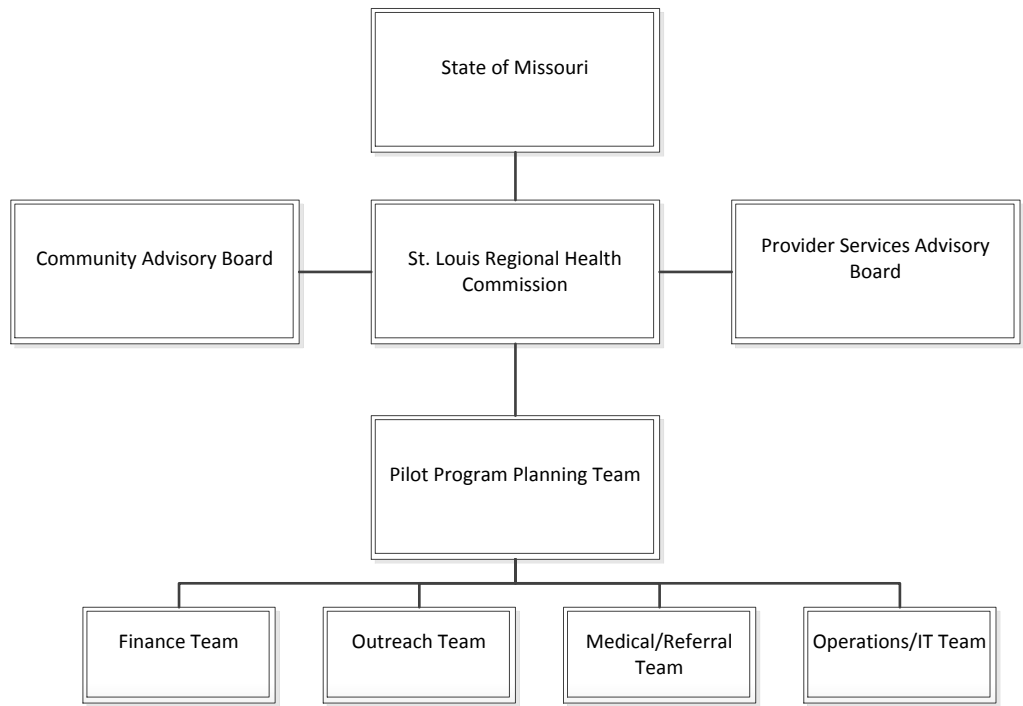 State of Missouri
Community Advisory Board
St. Louis Regional Health
Commission
Provider Services Advisory
Board
Pilot Program Planning Team
Finance Team
Outreach Team
Medical/Referral
Team
Operations/IT Team